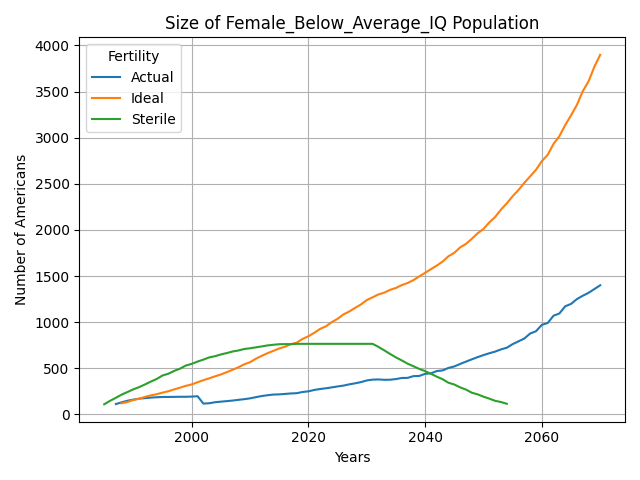 Size of Female_Below_Average_IQ Population
Fertility
Actual
Ideal
Sterile
Number of Americans
4000
3500
3000
2500
2000
1500
1000
500
0
2000 2020 2040 2060
Years